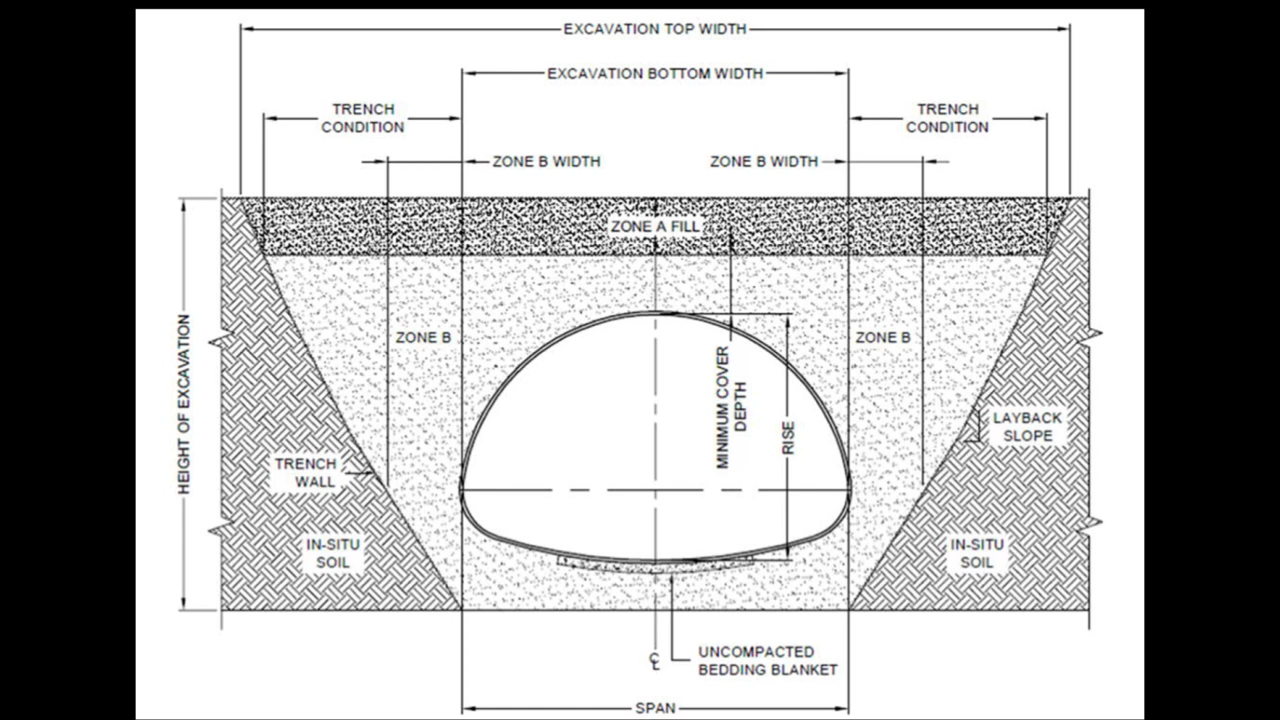 EXCAVATION TOP WIDTH
EXCAVATION BOTTOM WIDTH
TRENCH
CONDITION
TRENCH
CONDITION
ZONE B WIDTH
ZONE B WIDTH
ZONE A FILL
ZONE B
ZONE B
HEIGHT OF EXCAVATION
MINIMUM COVER
DEPTH
RISE
LAYBACK
SLOPE
TRENCH
WALL
IN-SITU
SOIL
IN-SITU
SOIL
CL
UNCOMPACTED
BEDDING BLANKET
SPAN